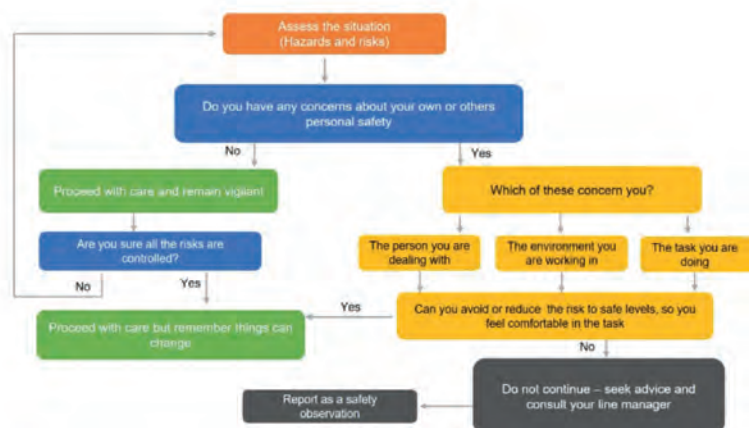 Assess the situation
(Hazards and risks)
Do you have any concerns about your own or others
personal safety
No
Yes
Proceed with care and remain vigilant
Which of these concern you?
Are you sure all the risks are
controlled?
The person you are
dealing with
The environment you
are working in
The task you are
doing
No
Yes
Yes
Proceed with care but remember things can
change
Can you avoid or reduce the risk to safe levels, so you
feel comfortable in the task
No
Do not continue – seek advice and
consult your line manager
Report as a safety
observation